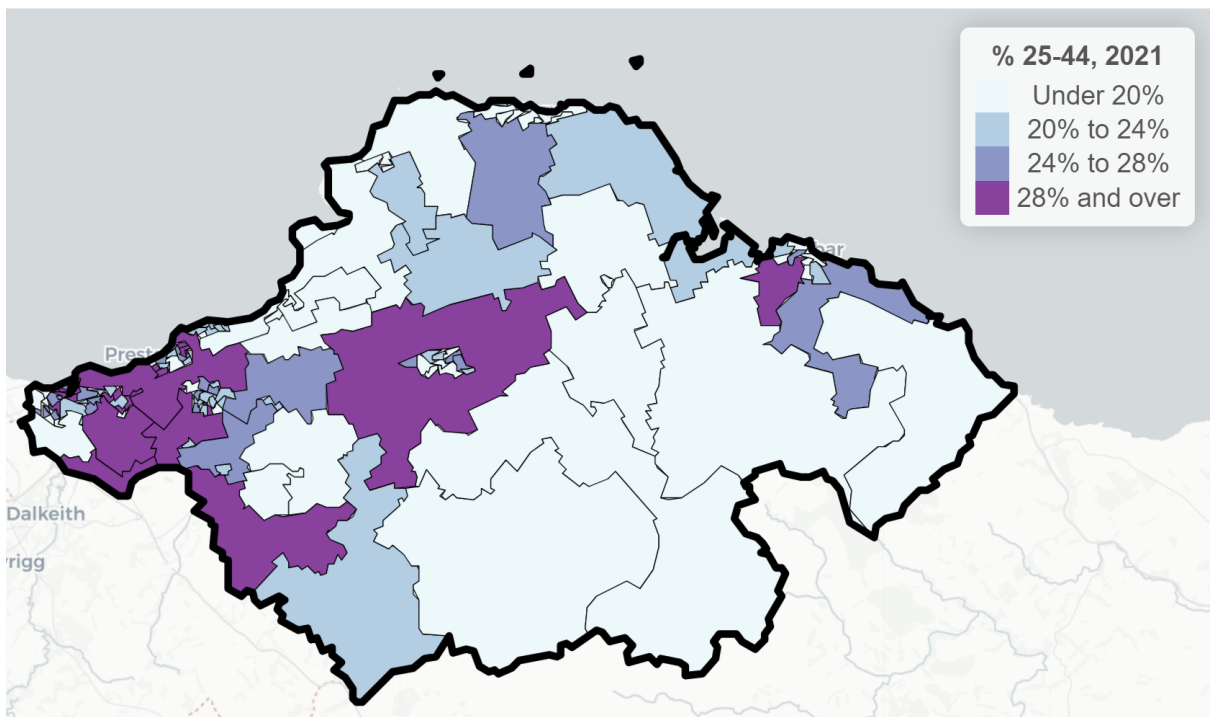 % 25-44, 2021
Under 20%
20% to 24%
24% to 28%
28% and over
Dalkeith